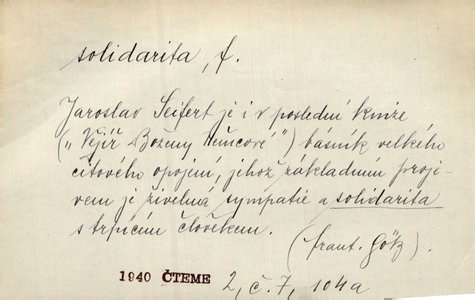 solidarita, f.
Jaroslav Seifert je i v poslední knize
(„Vějíř Boženy Němcové") básník velkého
citového opojení, jehož základním proje-
vem je živelná sympatie a solidarita
s trpícím člověkem.
(Frant. Götz).
1940 ČTEME 2, č. 7, 104a